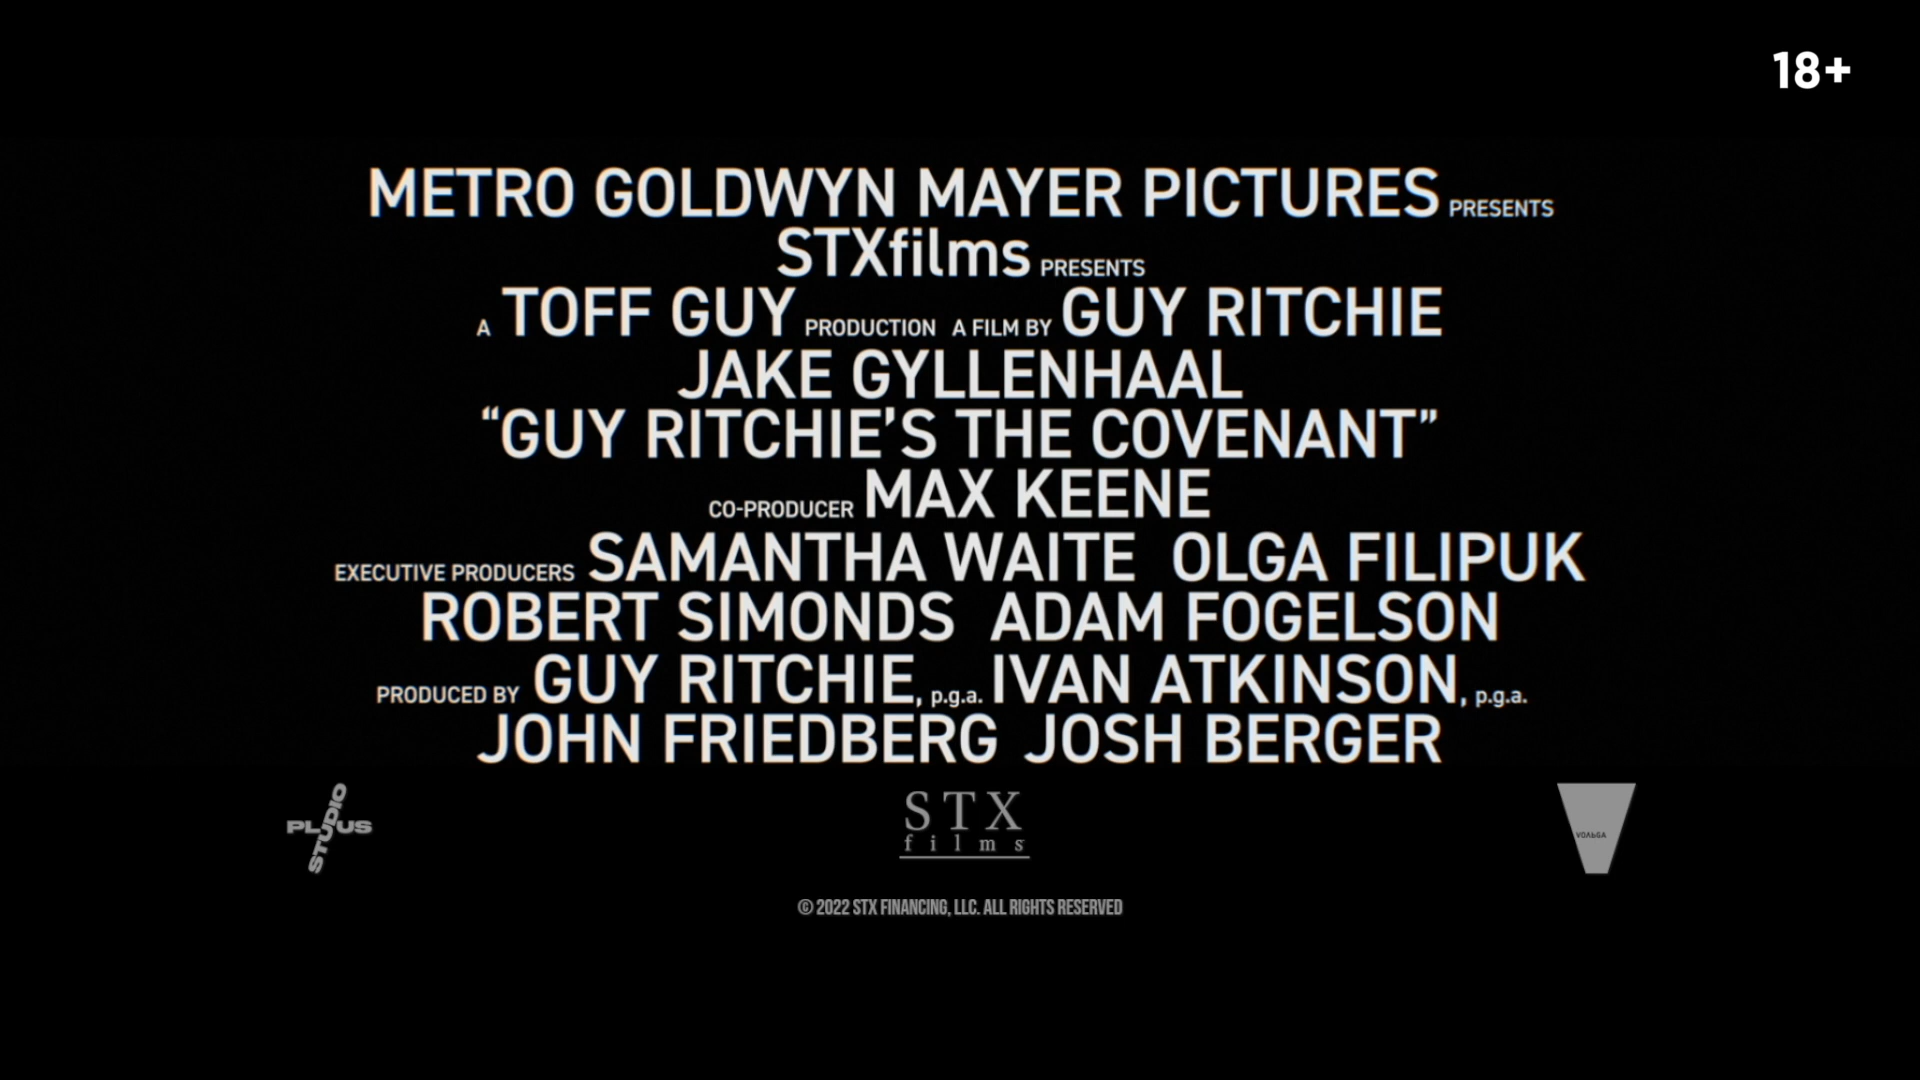 18+
METRO GOLDWYN MAYER PICTURES PRESENTS
STXfilms PRESENTS
A TOFF GUY PRODUCTION A FILM BY GUY RITCHIE
JAKE GYLLENHAAL
“GUY RITCHIE’S THE COVENANT”
CO-PRODUCER MAX KEENE
EXECUTIVE PRODUCERS SAMANTHA WAITE OLGA FILIPUK
ROBERT SIMONDS ADAM FOGELSON
PRODUCED BY GUY RITCHIE, p.g.a. IVAN ATKINSON, p.g.a.
JOHN FRIEDBERG JOSH BERGER
PLUS STUDIO
STX
films
ВОЛЬГА
© 2022 STX FINANCING, LLC. ALL RIGHTS RESERVED